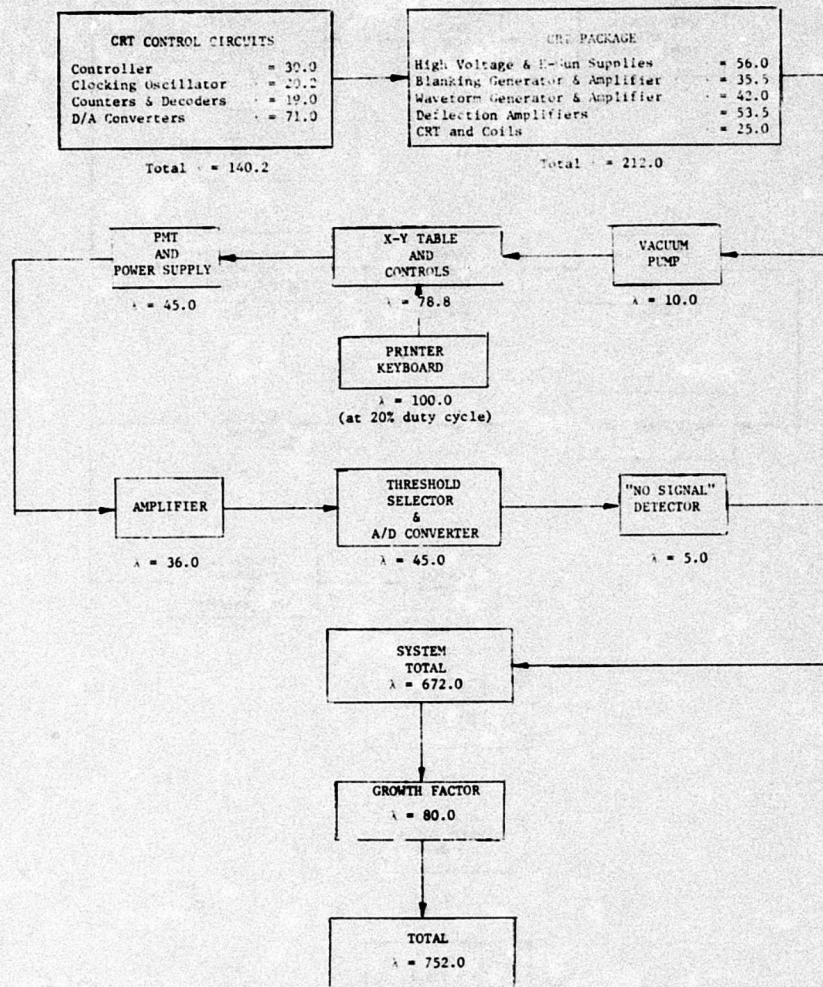 CRT CONTROL CIRCUITS
Controller = 30.0
Clocking Oscillator = 20.2
Counters & Decoders = 19.0
D/A Converters = 71.0
Total = 140.2
CRT PACKAGE
High Voltage & E-Gun Supplies = 56.0
Blanking Generator & Amplifier = 35.5
Waveform Generator & Amplifier = 42.0
Deflection Amplifiers = 53.5
CRT and Coils = 25.0
Total = 212.0
PMT
AND
POWER SUPPLY
λ = 45.0
X-Y TABLE
AND
CONTROLS
λ = 78.8
VACUUM
PUMP
λ = 10.0
PRINTER
KEYBOARD
λ = 100.0
(at 20% duty cycle)
AMPLIFIER
λ = 36.0
THRESHOLD
SELECTOR
&
A/D CONVERTER
λ = 45.0
"NO SIGNAL"
DETECTOR
λ = 5.0
SYSTEM
TOTAL
λ = 672.0
GROWTH FACTOR
λ = 80.0
TOTAL
λ = 752.0